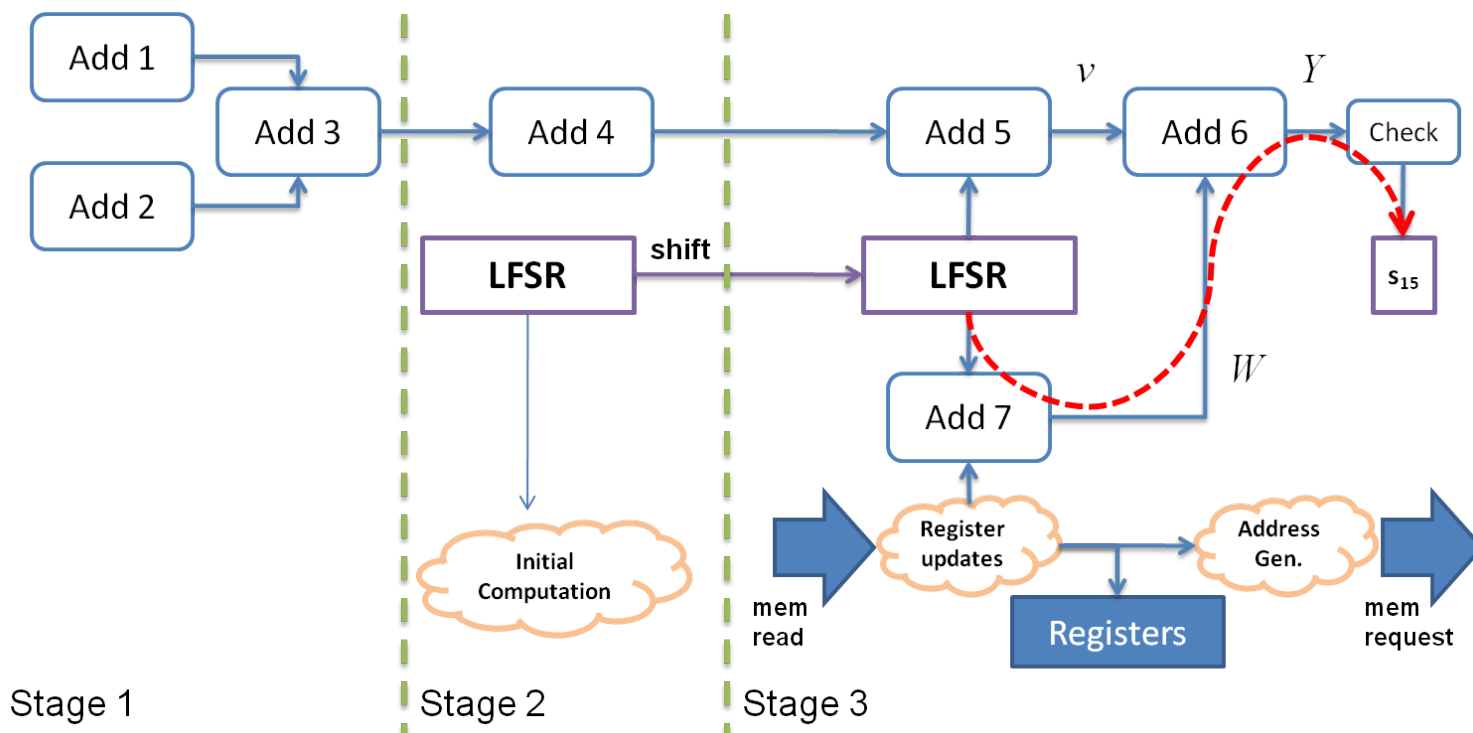 Add 1
Add 2
Add 3
Add 4
LFSR
shift
Initial
Computation
Add 5
v
Add 6
Y
Check
LFSR
s₁₅
W
Add 7
Register
updates
Address
Gen.
mem
read
Registers
mem
request
Stage 1
Stage 2
Stage 3